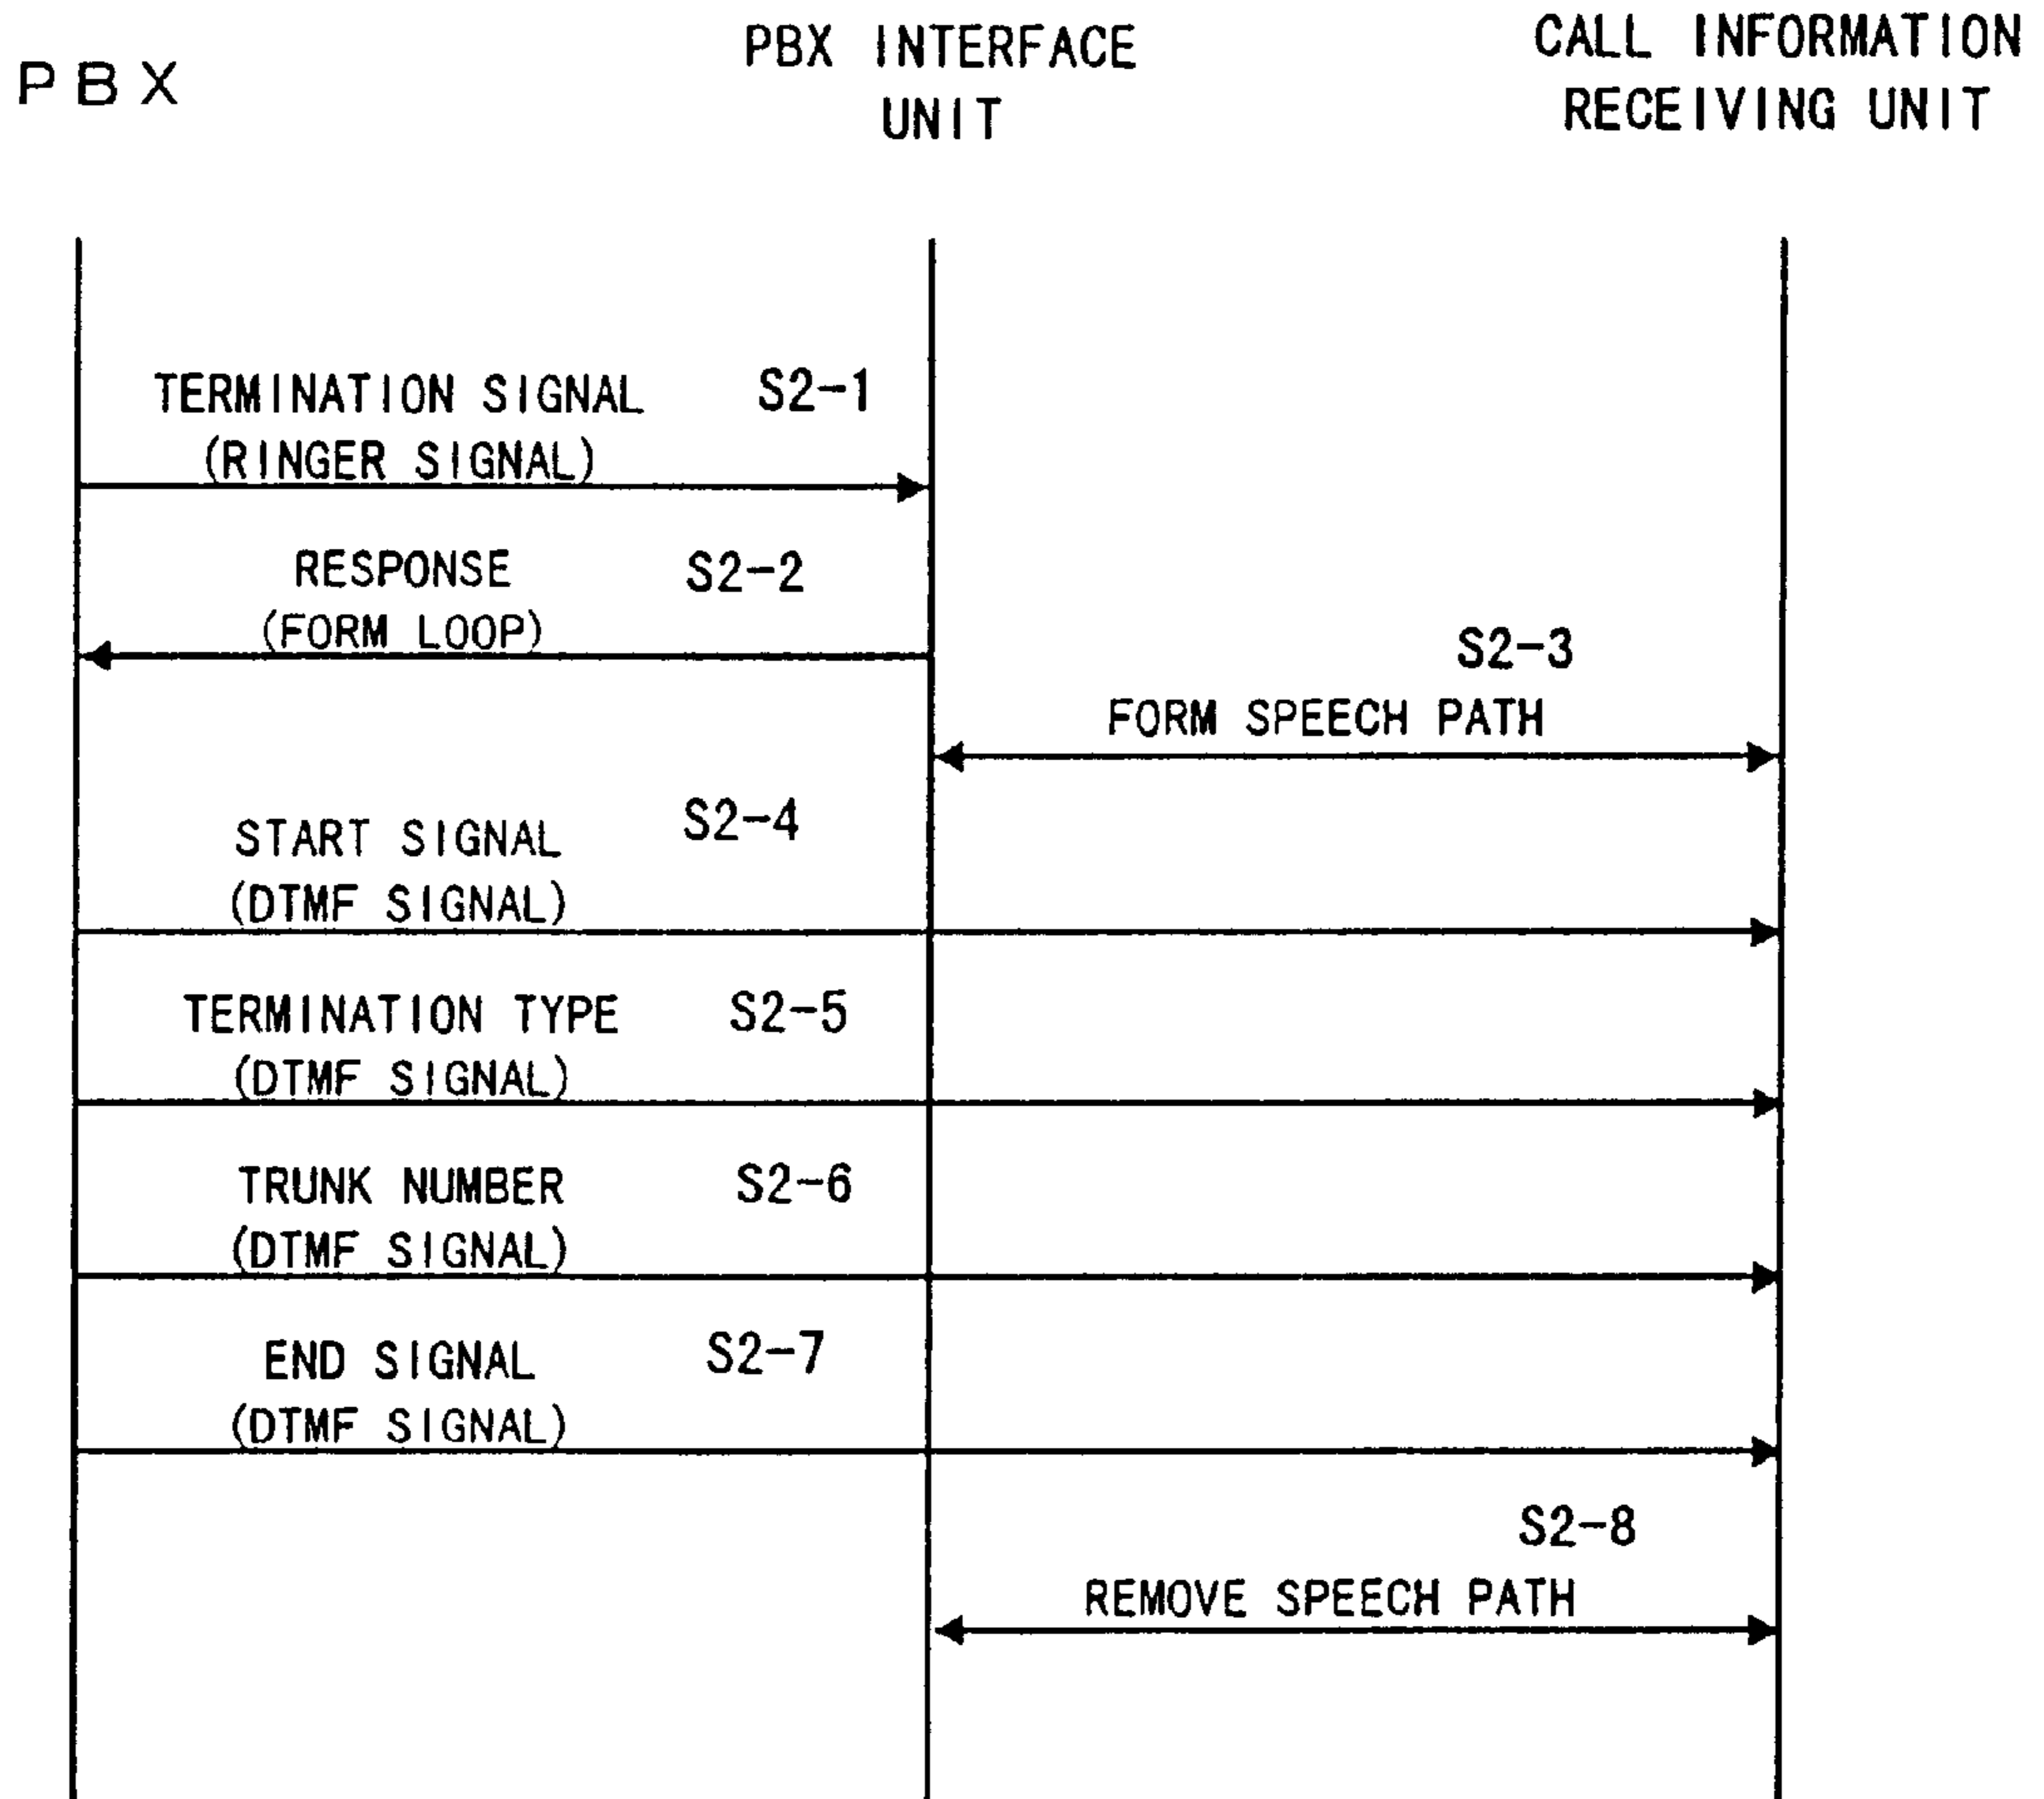 PBX
PBX INTERFACE
UNIT
CALL INFORMATION
RECEIVING UNIT
TERMINATION SIGNAL
(RINGER SIGNAL)
S2-1
RESPONSE
(FORM LOOP)
S2-2
S2-3
FORM SPEECH PATH
START SIGNAL
(DTMF SIGNAL)
S2-4
TERMINATION TYPE
(DTMF SIGNAL)
S2-5
TRUNK NUMBER
(DTMF SIGNAL)
S2-6
END SIGNAL
(DTMF SIGNAL)
S2-7
S2-8
REMOVE SPEECH PATH